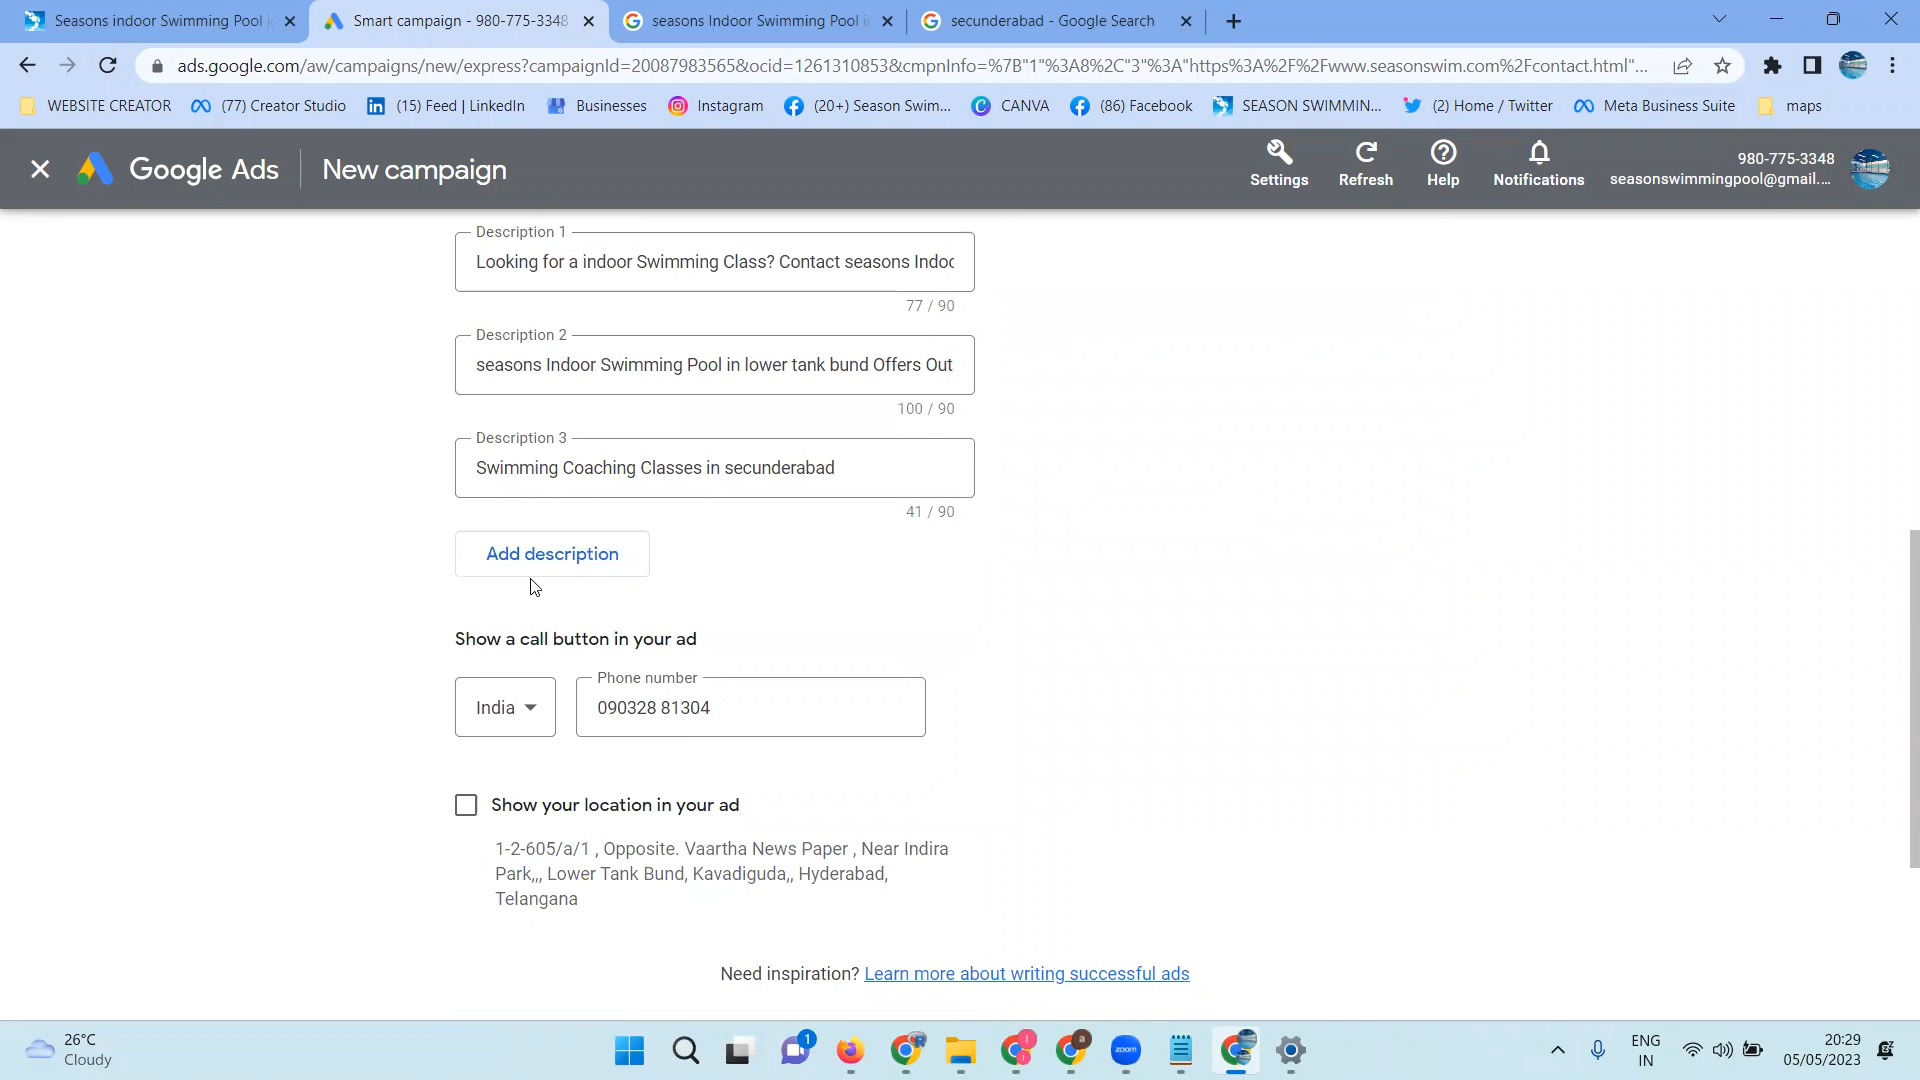 Seasons indoor Swimming Pool i
Smart campaign - 980-775-3348
seasons Indoor Swimming Pool i
secunderabad - Google Search
ads.google.com/aw/campaigns/new/express?campaignId=20087983565&ocid=1261310853&cmpnInfo=%7B"1"%3A8%2C"3"%3A"https%3A%2F%2Fwww.seasonswim.com%2Fcontact.html"...
WEBSITE CREATOR
(77) Creator Studio
(15) Feed | LinkedIn
Businesses
Instagram
(20+) Season Swim...
CANVA
(86) Facebook
SEASON SWIMMIN...
(2) Home / Twitter
Meta Business Suite
maps
Google Ads
New campaign
Settings
Refresh
Help
Notifications
980-775-3348
seasonswimmingpool@gmail....
Description 1
Looking for a indoor Swimming Class? Contact seasons Indoo
77 / 90
Description 2
seasons Indoor Swimming Pool in lower tank bund Offers Out
100 / 90
Description 3
Swimming Coaching Classes in secunderabad
41 / 90
Add description
Show a call button in your ad
India
Phone number
090328 81304
Show your location in your ad
1-2-605/a/1 , Opposite. Vaartha News Paper , Near Indira
Park,,, Lower Tank Bund, Kavadiguda,, Hyderabad,
Telangana
Need inspiration? Learn more about writing successful ads
26°C
Cloudy
1
zoom
ENG
IN
20:29
05/05/2023